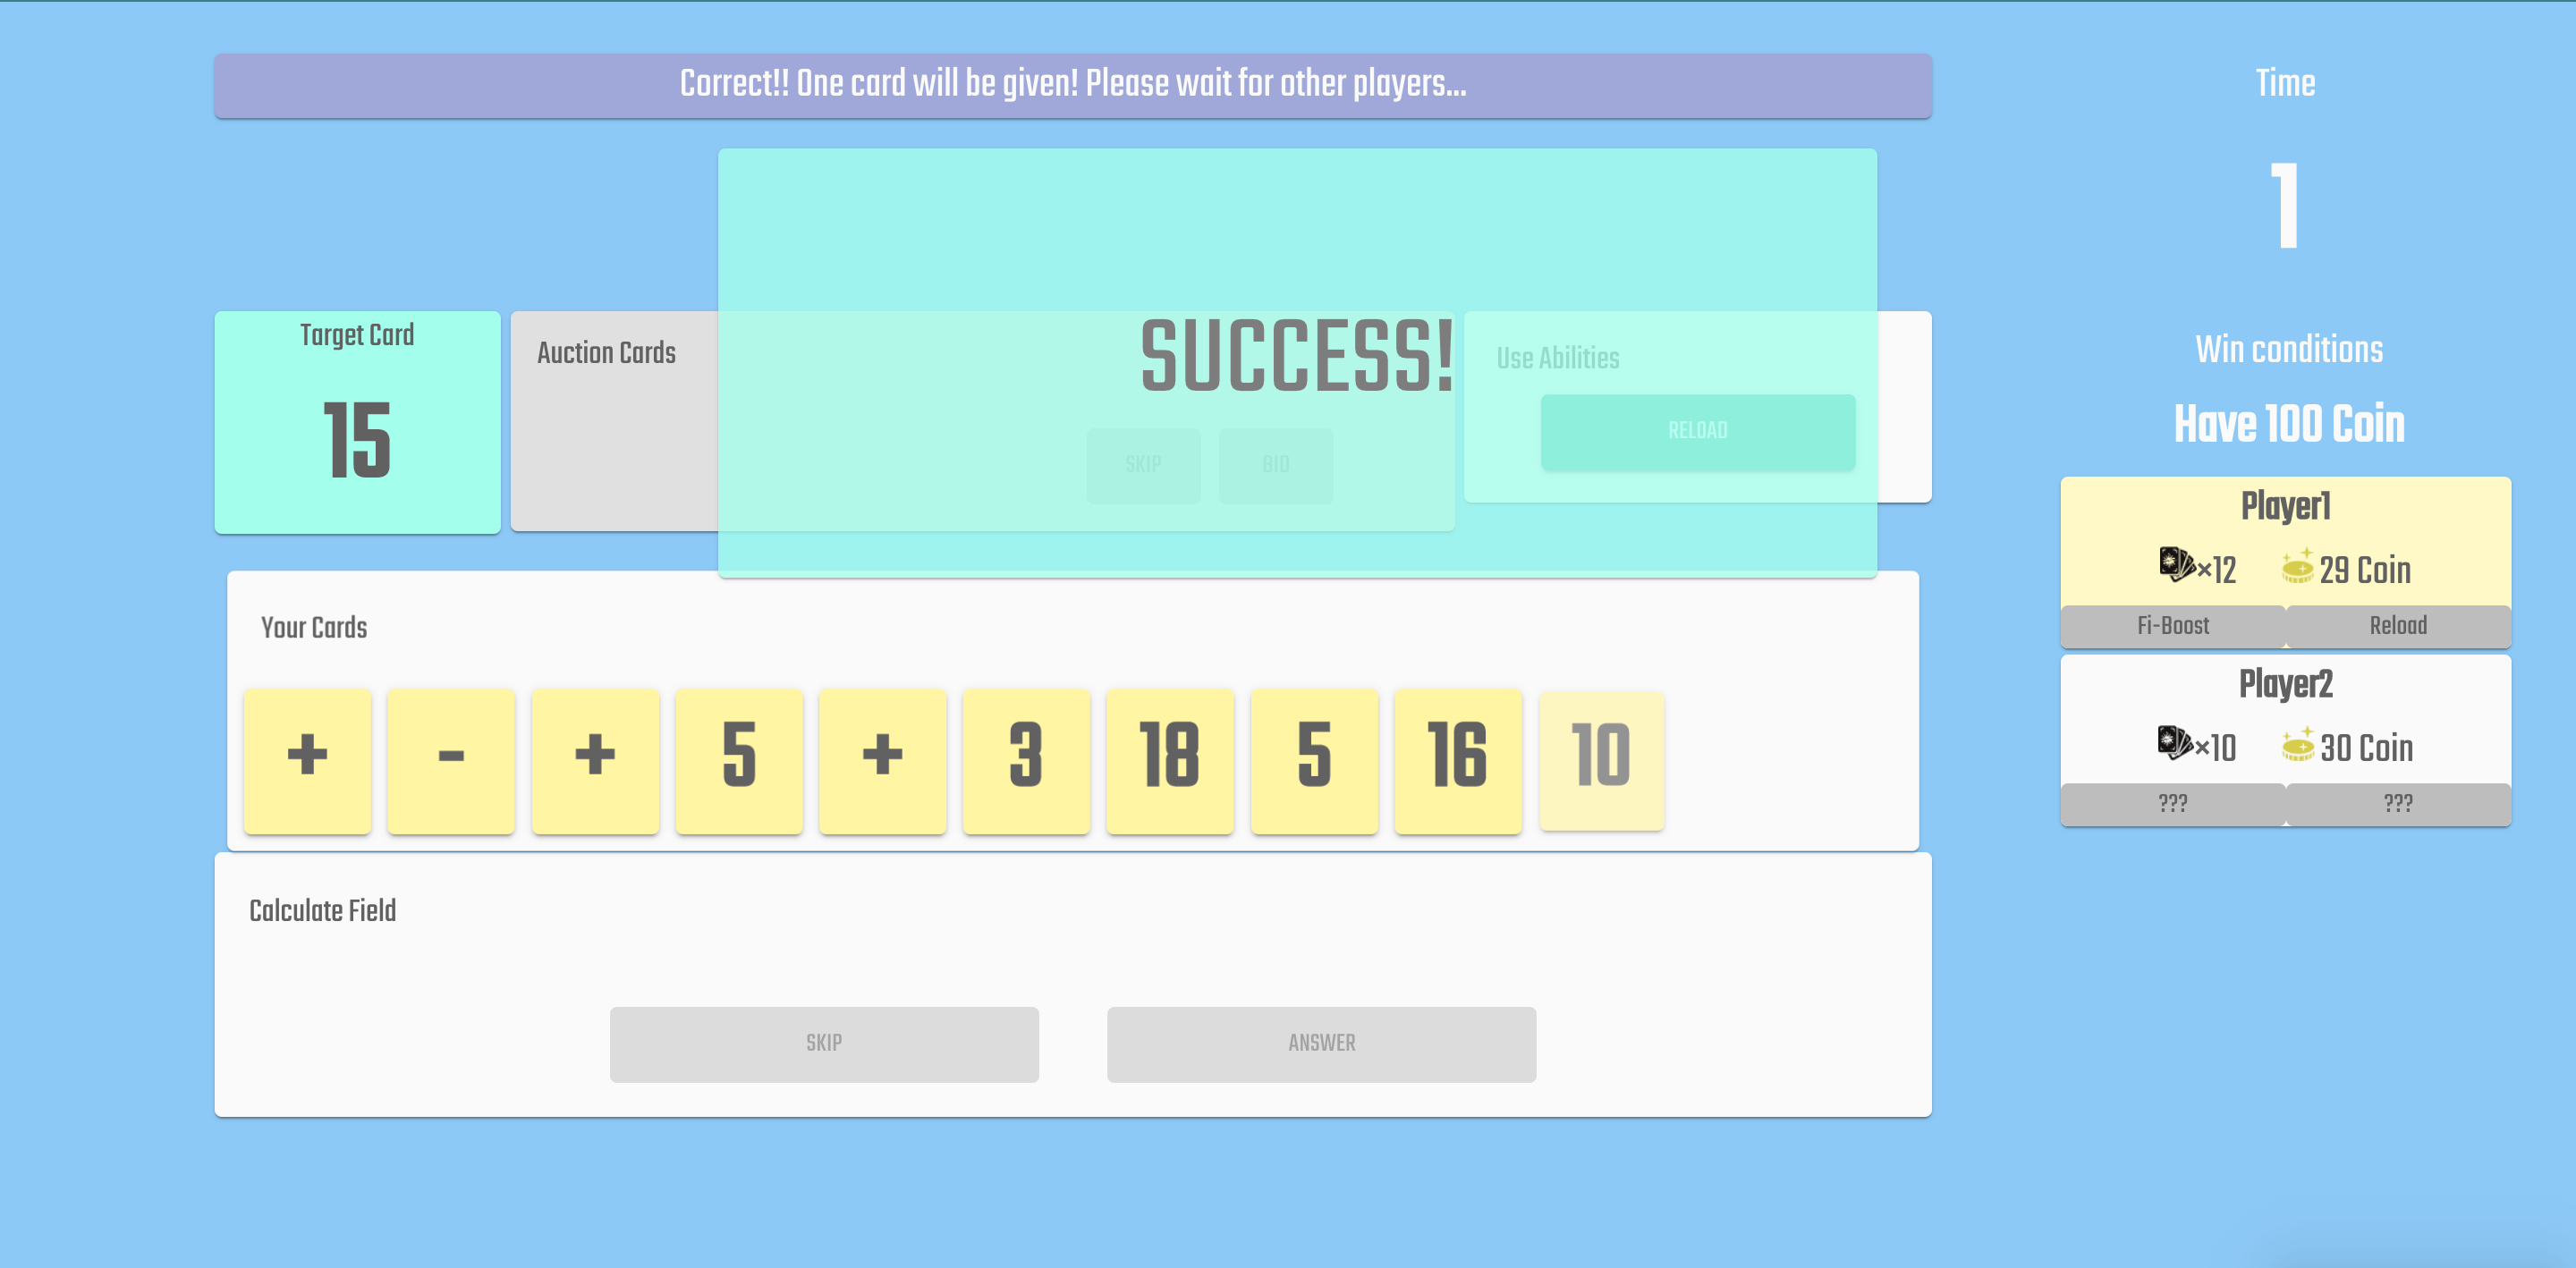 Correct!! One card will be given! Please wait for other players...
Time
1
Target Card
15
Auction Cards
SUCCESS!
SKIP
BID
Use Abilities
RELOAD
Win conditions
Have 100 Coin
Player1
×12
29 Coin
Fi-Boost
Reload
Player2
×10
30 Coin
???
???
Your Cards
+ - + 5 + 3 18 5 16 10
Calculate Field
SKIP
ANSWER